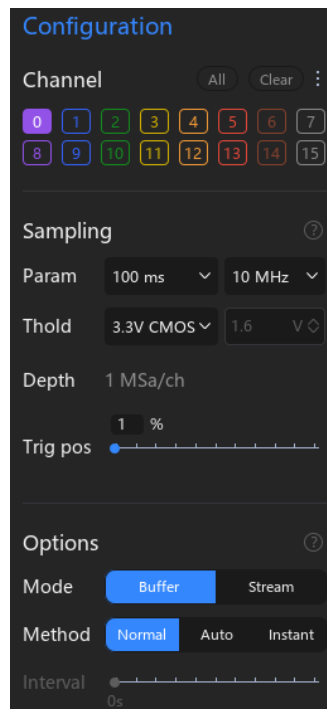 Configuration
Channel All Clear
0 1 2 3 4 5 6 7
8 9 10 11 12 13 14 15
Sampling ?
Param 100 ms 10 MHz
Thold 3.3V CMOS 1.6 V
Depth 1 MSa/ch
1 %
Trig pos
Options ?
Mode Buffer Stream
Method Normal Auto Instant
Interval
0s